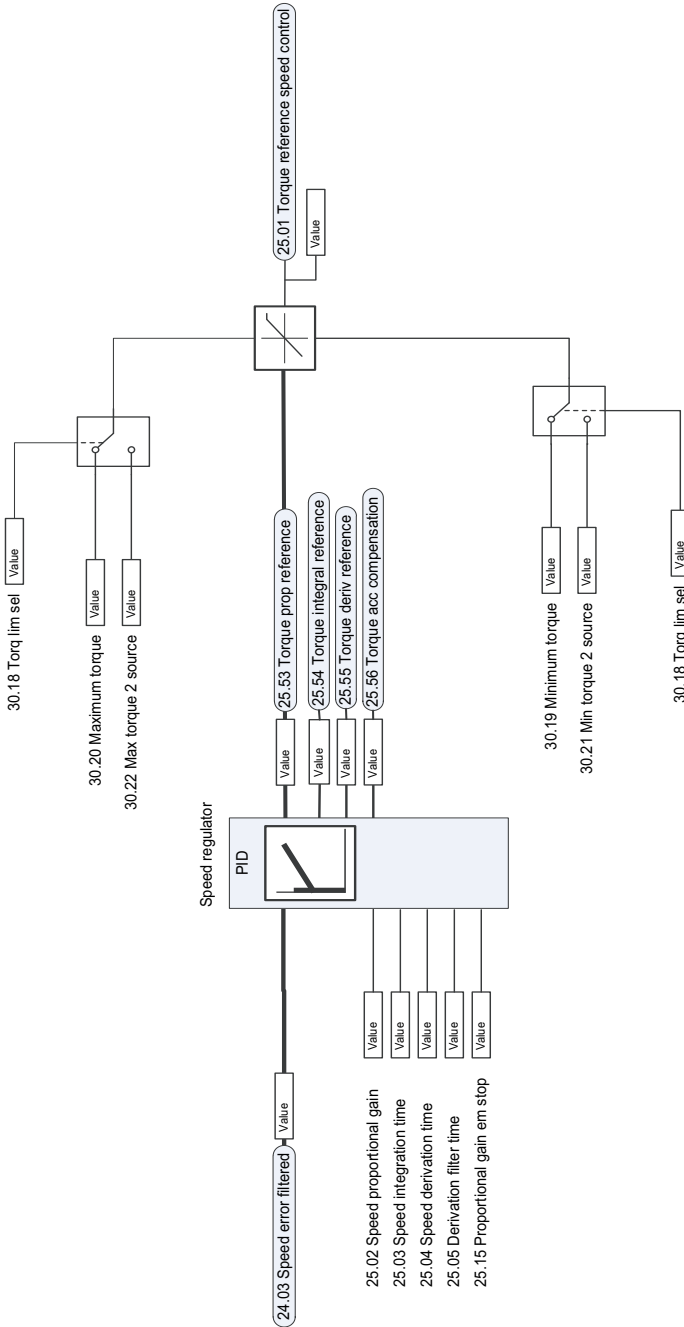 30.18 Torq lim sel
Value
30.20 Maximum torque
Value
30.22 Max torque 2 source
Value
Speed regulator
PID
24.03 Speed error filtered
Value
Value
25.53 Torque prop reference
Value
25.54 Torque integral reference
Value
25.55 Torque deriv reference
Value
25.56 Torque acc compensation
25.01 Torque reference speed control
Value
25.02 Speed proportional gain
Value
25.03 Speed integration time
Value
25.04 Speed derivation time
Value
25.05 Derivation filter time
Value
25.15 Proportional gain em stop
Value
30.19 Minimum torque
Value
30.21 Min torque 2 source
Value
30.18 Torq lim sel
Value